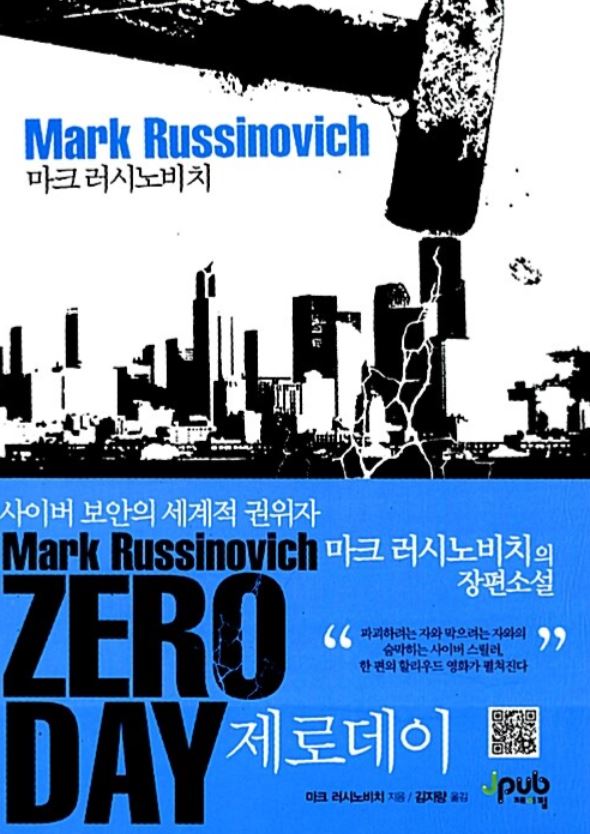 Mark Russinovich
마크 러시노비치
사이버 보안의 세계적 권위자
Mark Russinovich 마크 러시노비치의
장편소설
ZERO
DAY
제로데이
“ 파괴하려는 자와 막으려는 자와의
숨막히는 사이버 스릴러,
한 편의 할리우드 영화가 펼쳐진다 ”
마크 러시노비치 지음 / 김지량 옮김
Jpub
제이펍